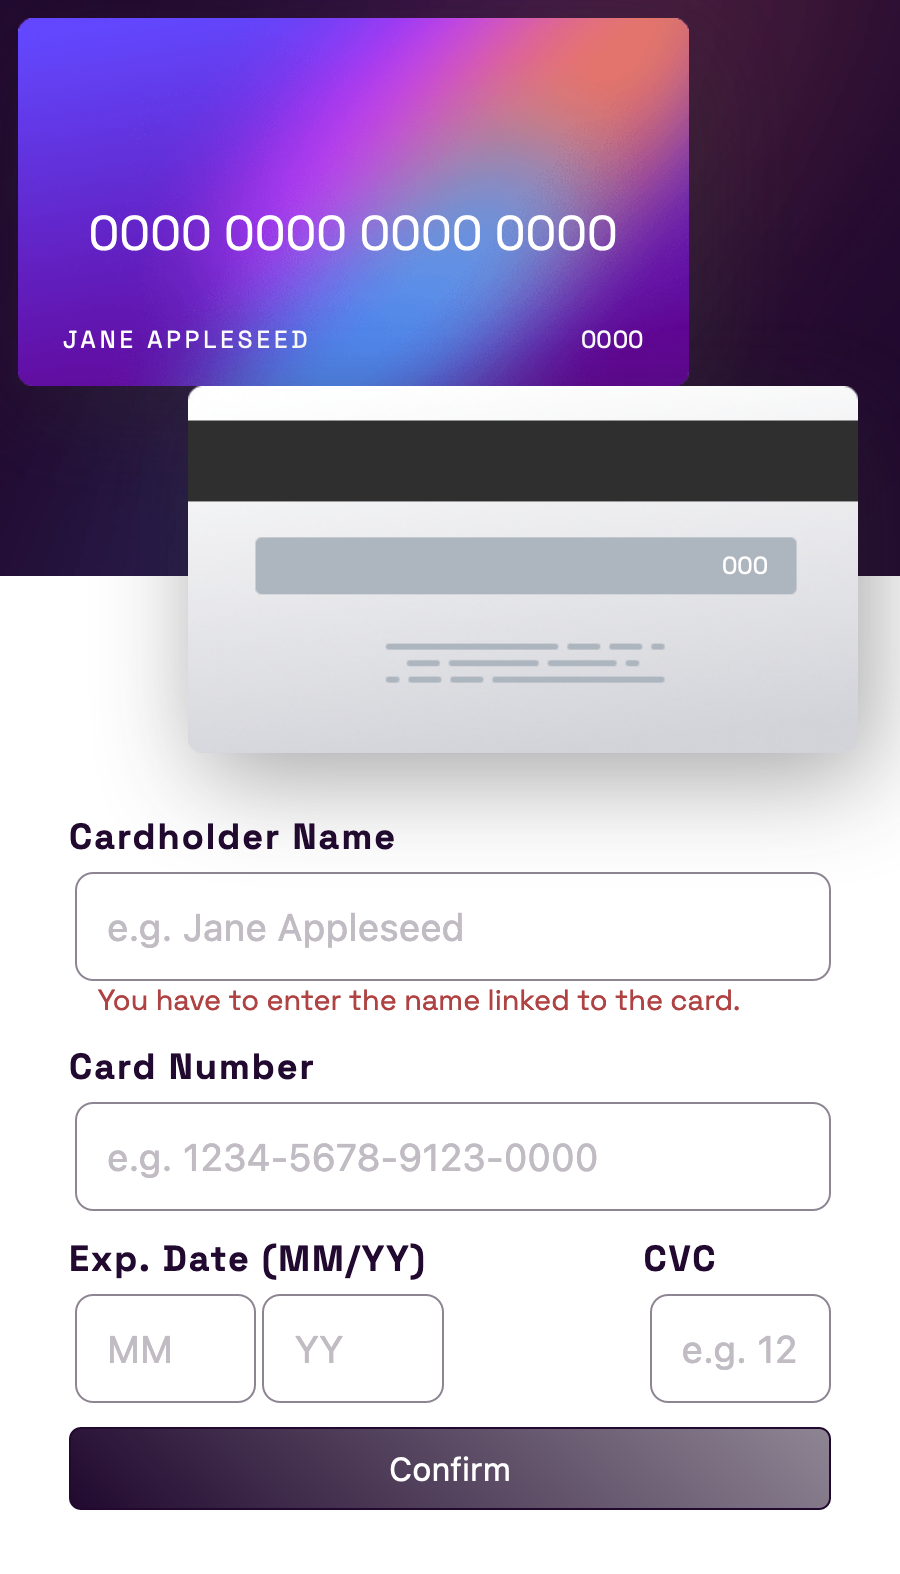 0000 0000 0000 0000
JANE APPLESEED 0000
000
Cardholder Name
e.g. Jane Appleseed
You have to enter the name linked to the card.
Card Number
e.g. 1234-5678-9123-0000
Exp. Date (MM/YY) CVC
MM YY e.g. 12
Confirm